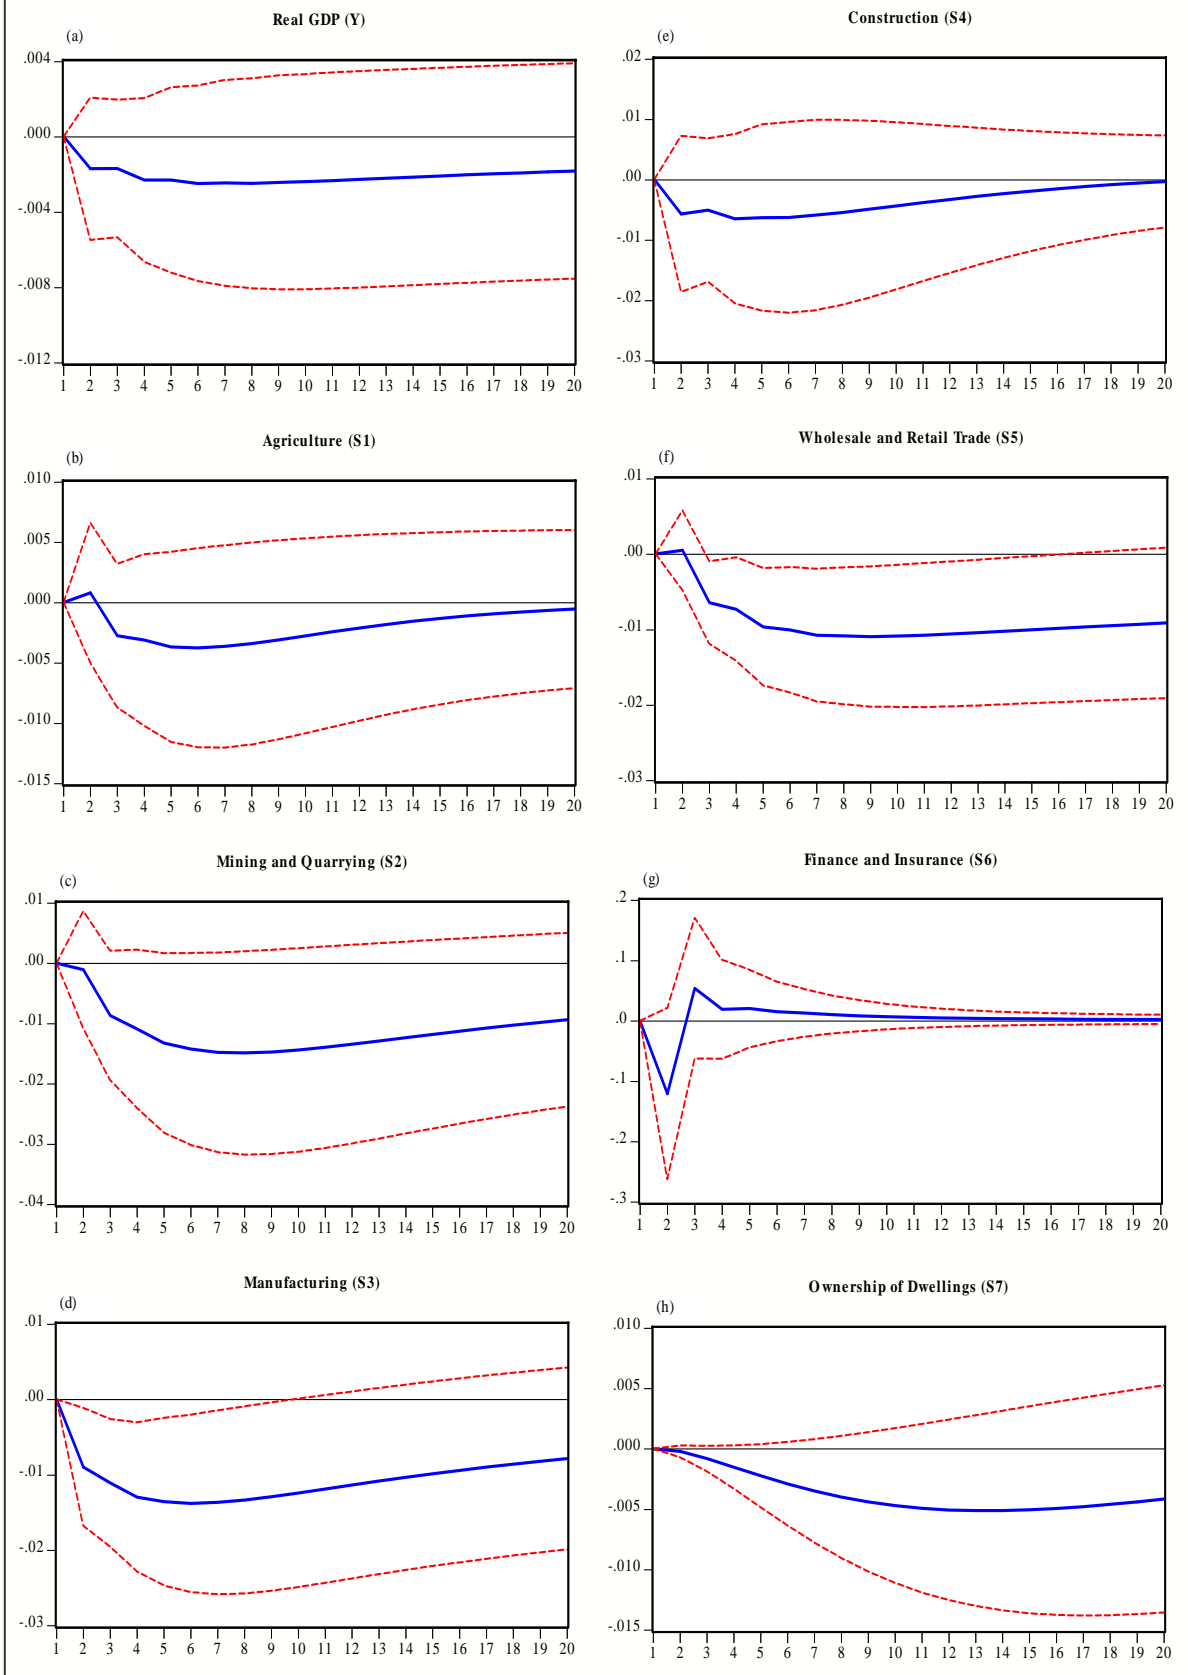 Real GDP (Y)
(a)
.004
.000
-.004
-.008
-.012
1 2 3 4 5 6 7 8 9 10 11 12 13 14 15 16 17 18 19 20
Construction (S4)
(e)
.02
.01
.00
-.01
-.02
-.03
1 2 3 4 5 6 7 8 9 10 11 12 13 14 15 16 17 18 19 20
Agriculture (S1)
(b)
.010
.005
.000
-.005
-.010
-.015
1 2 3 4 5 6 7 8 9 10 11 12 13 14 15 16 17 18 19 20
Wholesale and Retail Trade (S5)
(f)
.01
.00
-.01
-.02
-.03
1 2 3 4 5 6 7 8 9 10 11 12 13 14 15 16 17 18 19 20
Mining and Quarrying (S2)
(c)
.01
.00
-.01
-.02
-.03
-.04
1 2 3 4 5 6 7 8 9 10 11 12 13 14 15 16 17 18 19 20
Finance and Insurance (S6)
(g)
.2
.1
.0
-.1
-.2
-.3
1 2 3 4 5 6 7 8 9 10 11 12 13 14 15 16 17 18 19 20
Manufacturing (S3)
(d)
.01
.00
-.01
-.02
-.03
1 2 3 4 5 6 7 8 9 10 11 12 13 14 15 16 17 18 19 20
Ownership of Dwellings (S7)
(h)
.010
.005
.000
-.005
-.010
-.015
1 2 3 4 5 6 7 8 9 10 11 12 13 14 15 16 17 18 19 20